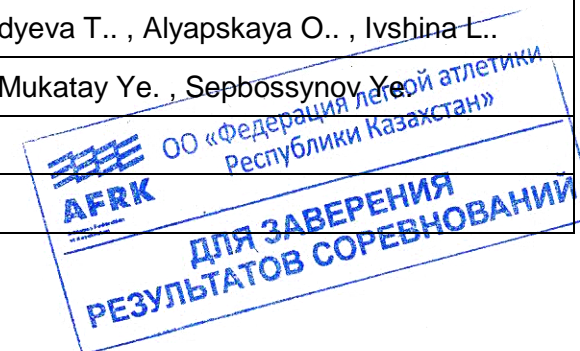 dyeva T.. , Alyapskaya O.. , Ivshina L..
Mukatay Ye. , Sepbossynov Ye.
ОО «Федерация легкой атлетики
Республики Казахстан»
AFRK
ДЛЯ ЗАВЕРЕНИЯ
РЕЗУЛЬТАТОВ СОРЕВНОВАНИЙ